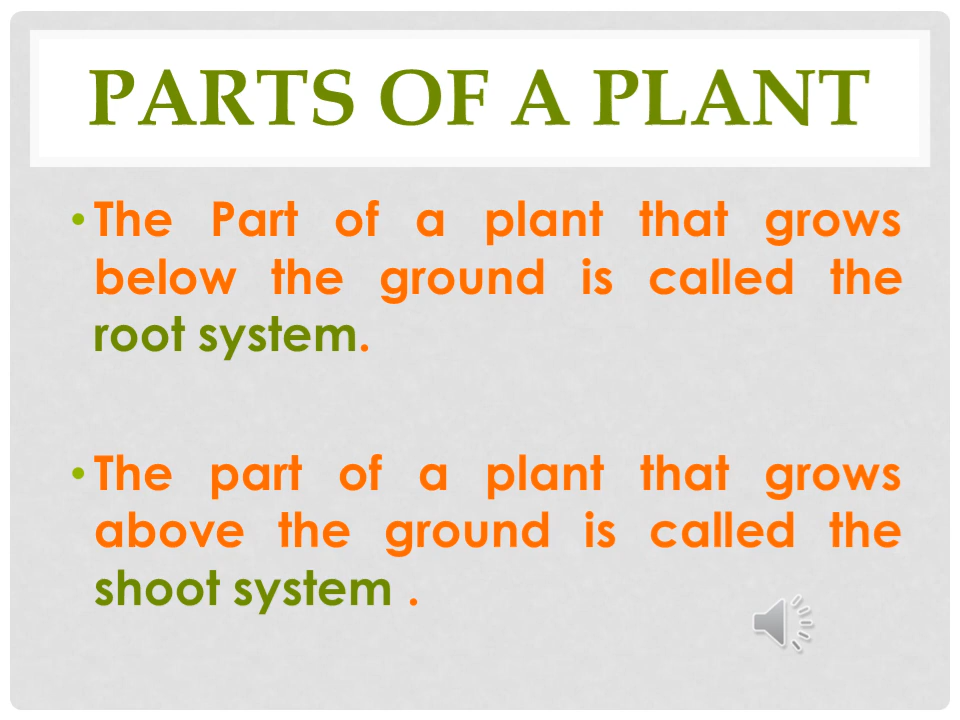 PARTS OF A PLANT
• The Part of a plant that grows
below the ground is called the
root system.
• The part of a plant that grows
above the ground is called the
shoot system .